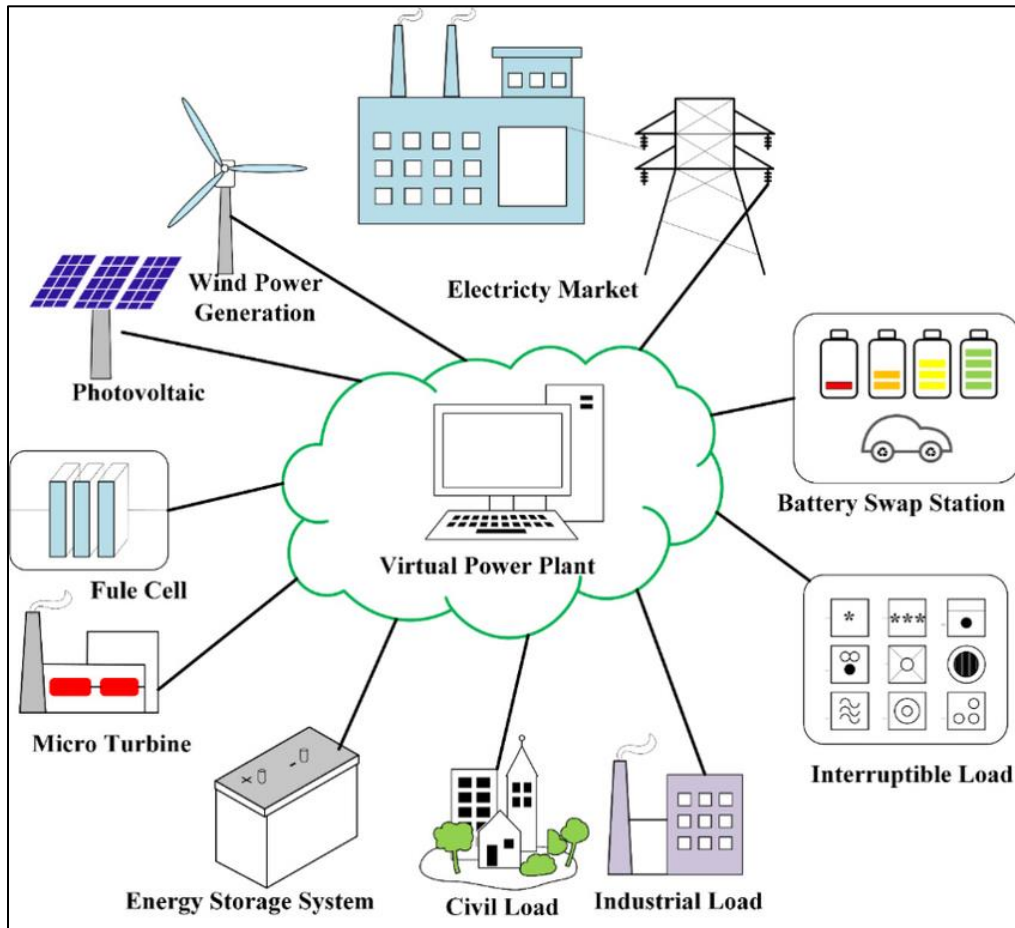 Wind Power
Generation
Electricty Market
Photovoltaic
Battery Swap Station
Virtual Power Plant
Fule Cell
Micro Turbine
Interruptible Load
Energy Storage System
Civil Load
Industrial Load